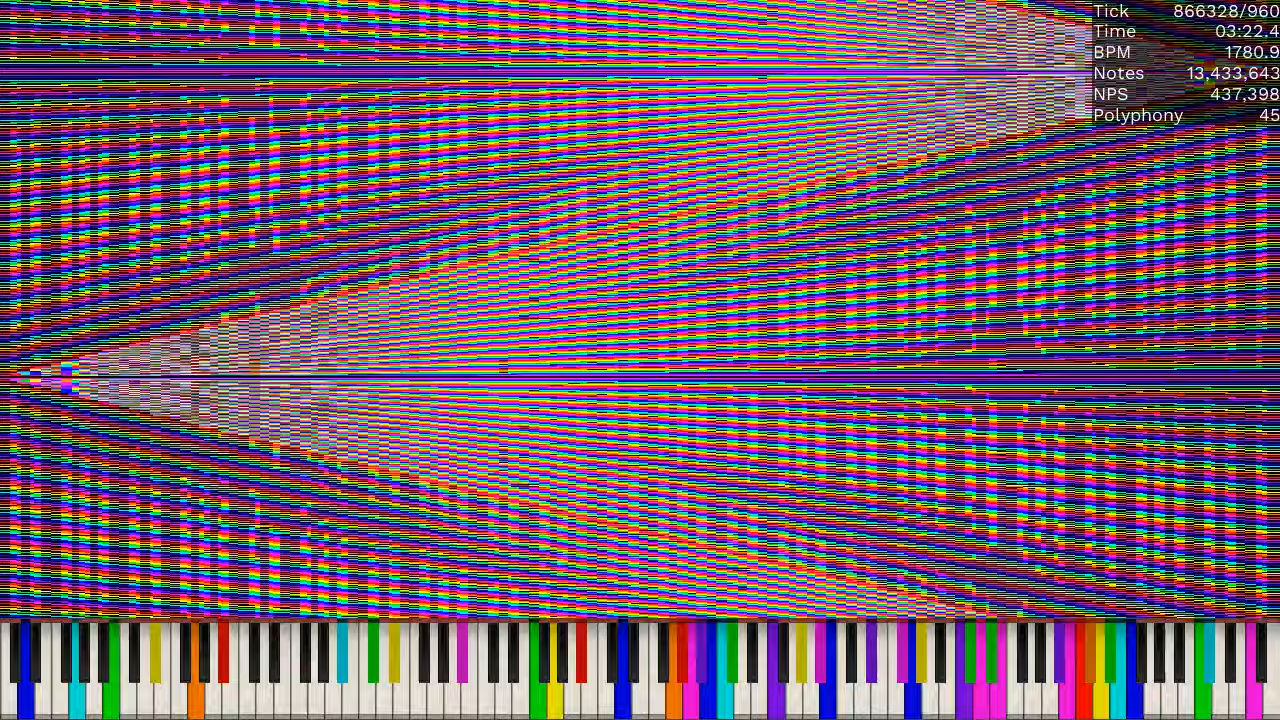 Tick 866328/960
Time 03:22.4
BPM 1780.9
Notes 13,433,643
NPS 437,398
Polyphony 45